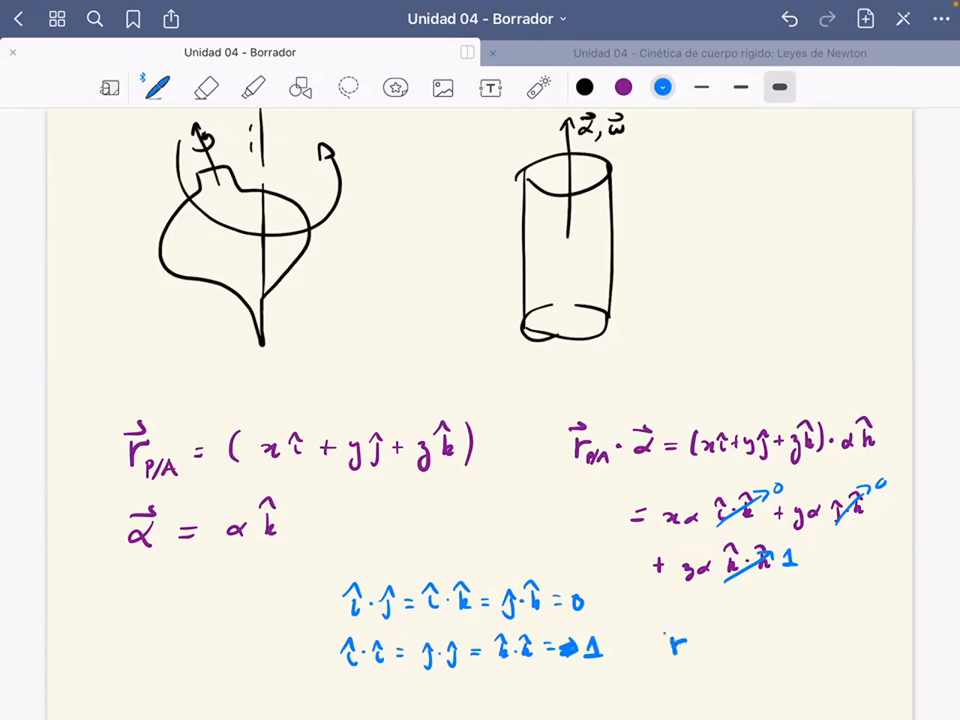 Unidad 04 - Borrador
Unidad 04 - Borrador
Unidad 04 - Cinética de cuerpo rígido: Leyes de Newton
T
α⃗, ω⃗
r⃗_{P/A} = ( xî + yĵ + zk̂ )
α⃗ = α k̂
r⃗_{P/A} · α⃗ = (xî+yĵ+zk̂) · αk̂
= xα î·k̂ → 0 + yα ĵ·k̂ → 0
+ zα k̂·k̂ → 1
î·ĵ = î·k̂ = ĵ·k̂ = 0
î·î = ĵ·ĵ = k̂·k̂ = 1
r